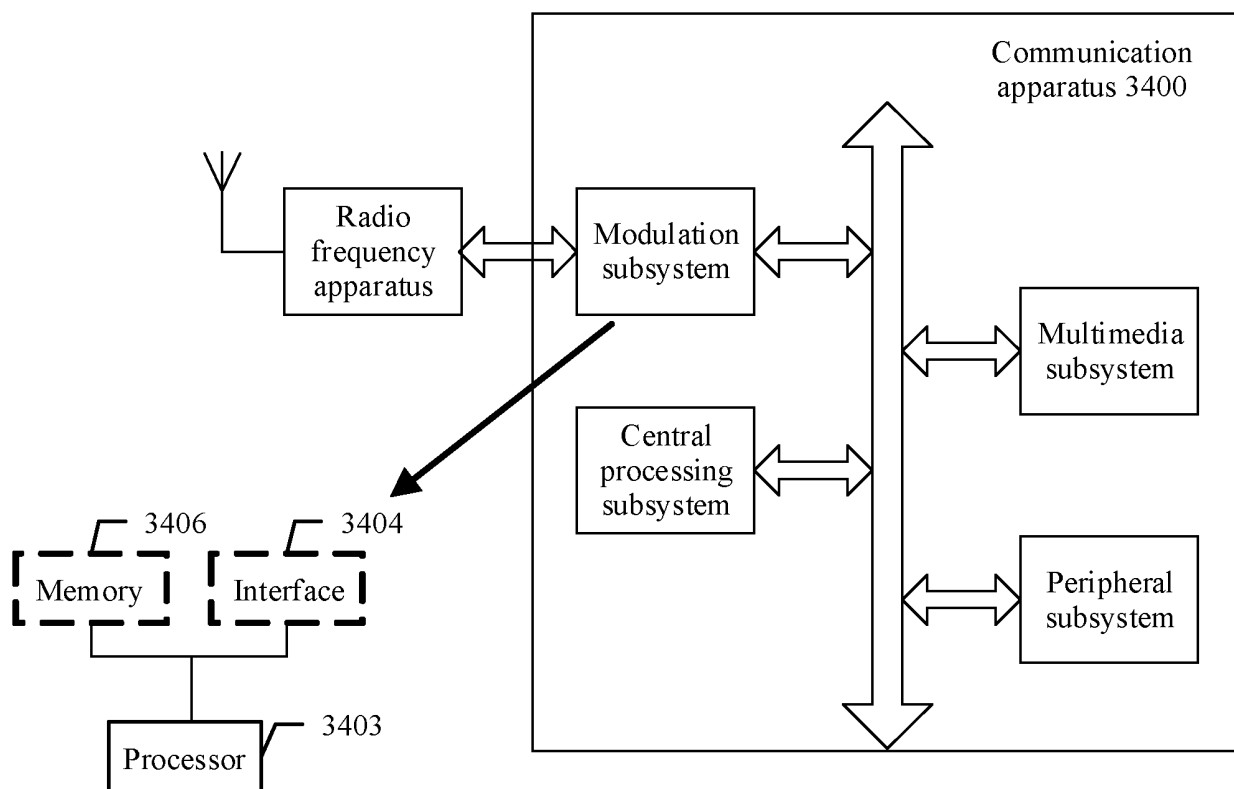 Communication
apparatus 3400
Radio
frequency
apparatus
Modulation
subsystem
Multimedia
subsystem
Central
processing
subsystem
3406
3404
Memory
Interface
Peripheral
subsystem
3403
Processor